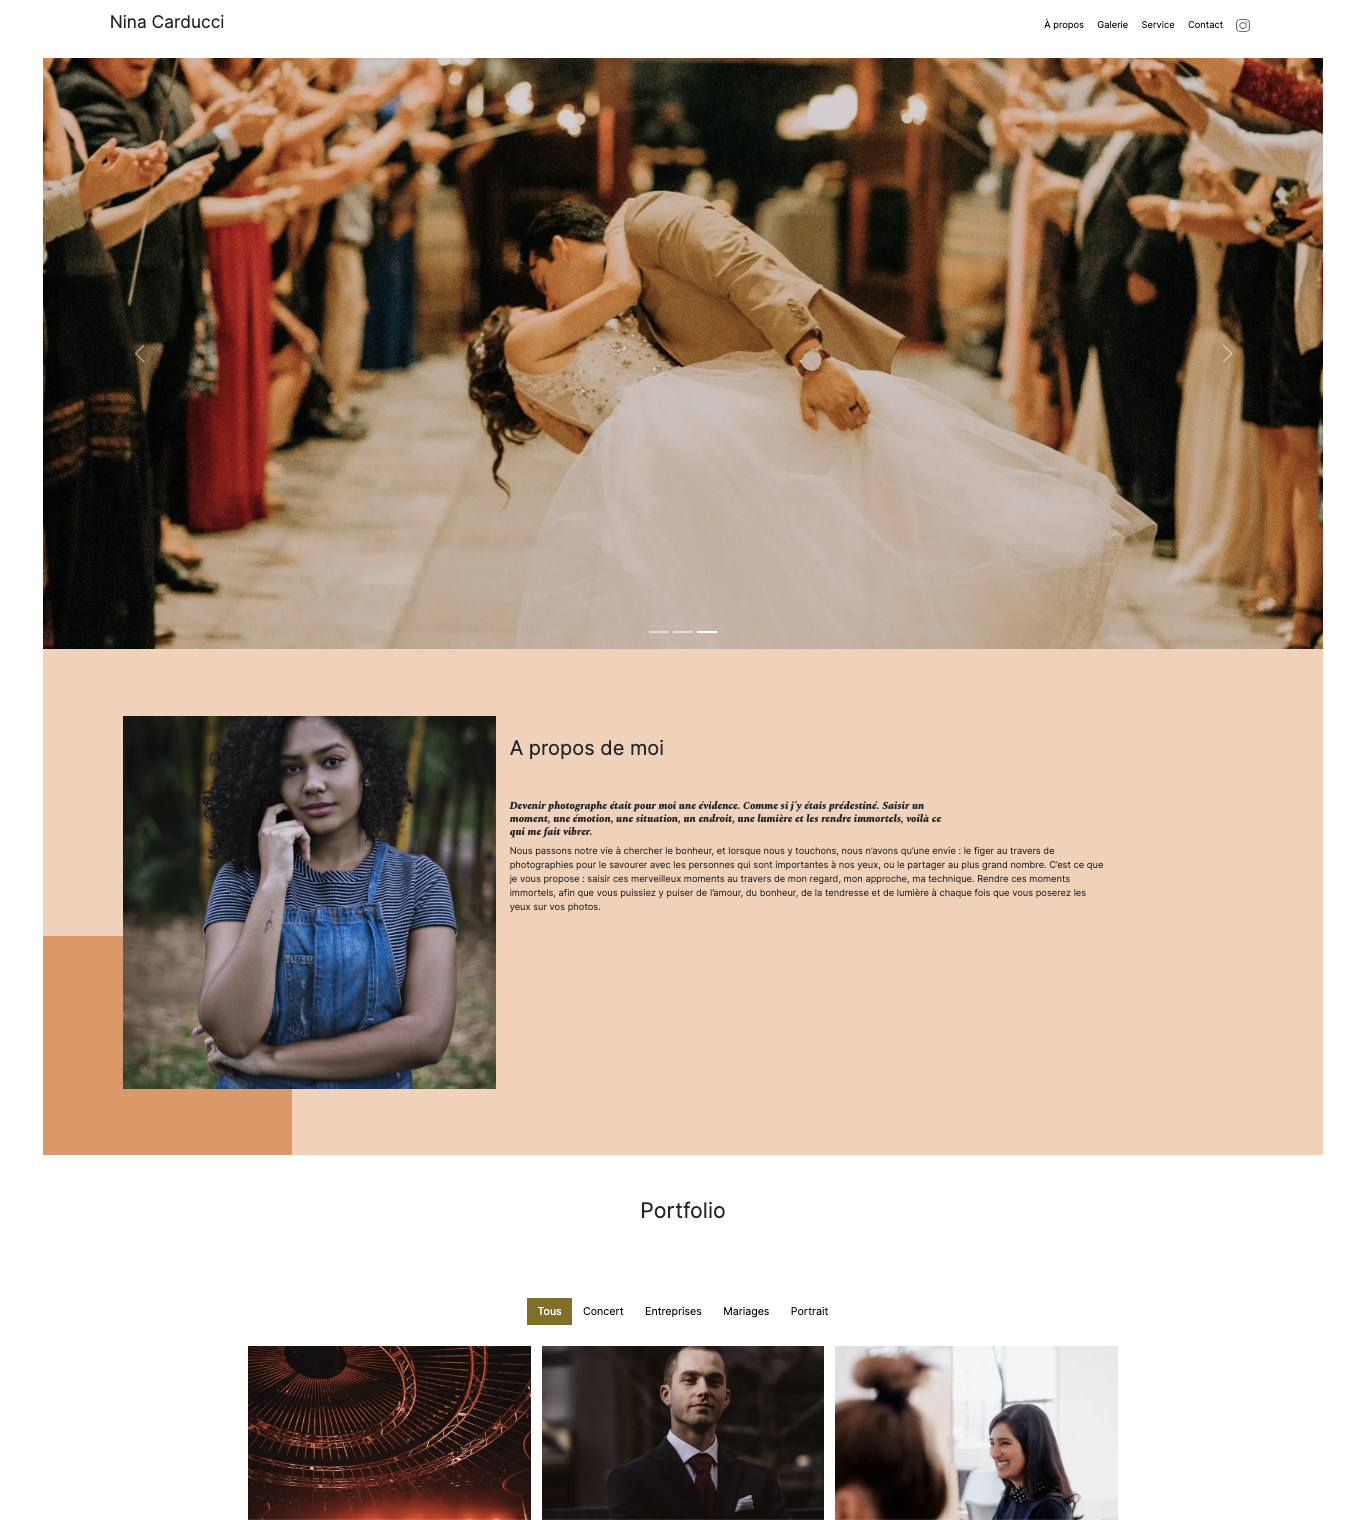 Nina Carducci
À propos Galerie Service Contact
A propos de moi
Devenir photographe était pour moi une évidence. Comme si j'y étais prédestiné. Saisir un
moment, une émotion, une situation, un endroit, une lumière et les rendre immortels, voilà ce
qui me fait vibrer.
Nous passons notre vie à chercher le bonheur, et lorsque nous y touchons, nous n’avons qu’une envie : le figer au travers de
photographies pour le savourer avec les personnes qui sont importantes à nos yeux, ou le partager au plus grand nombre. C’est ce que
je vous propose : saisir ces merveilleux moments au travers de mon regard, mon approche, ma technique. Rendre ces moments
immortels, afin que vous puissiez y puiser de l’amour, du bonheur, de la tendresse et de lumière à chaque fois que vous poserez les
yeux sur vos photos.
Portfolio
Tous Concert Entreprises Mariages Portrait